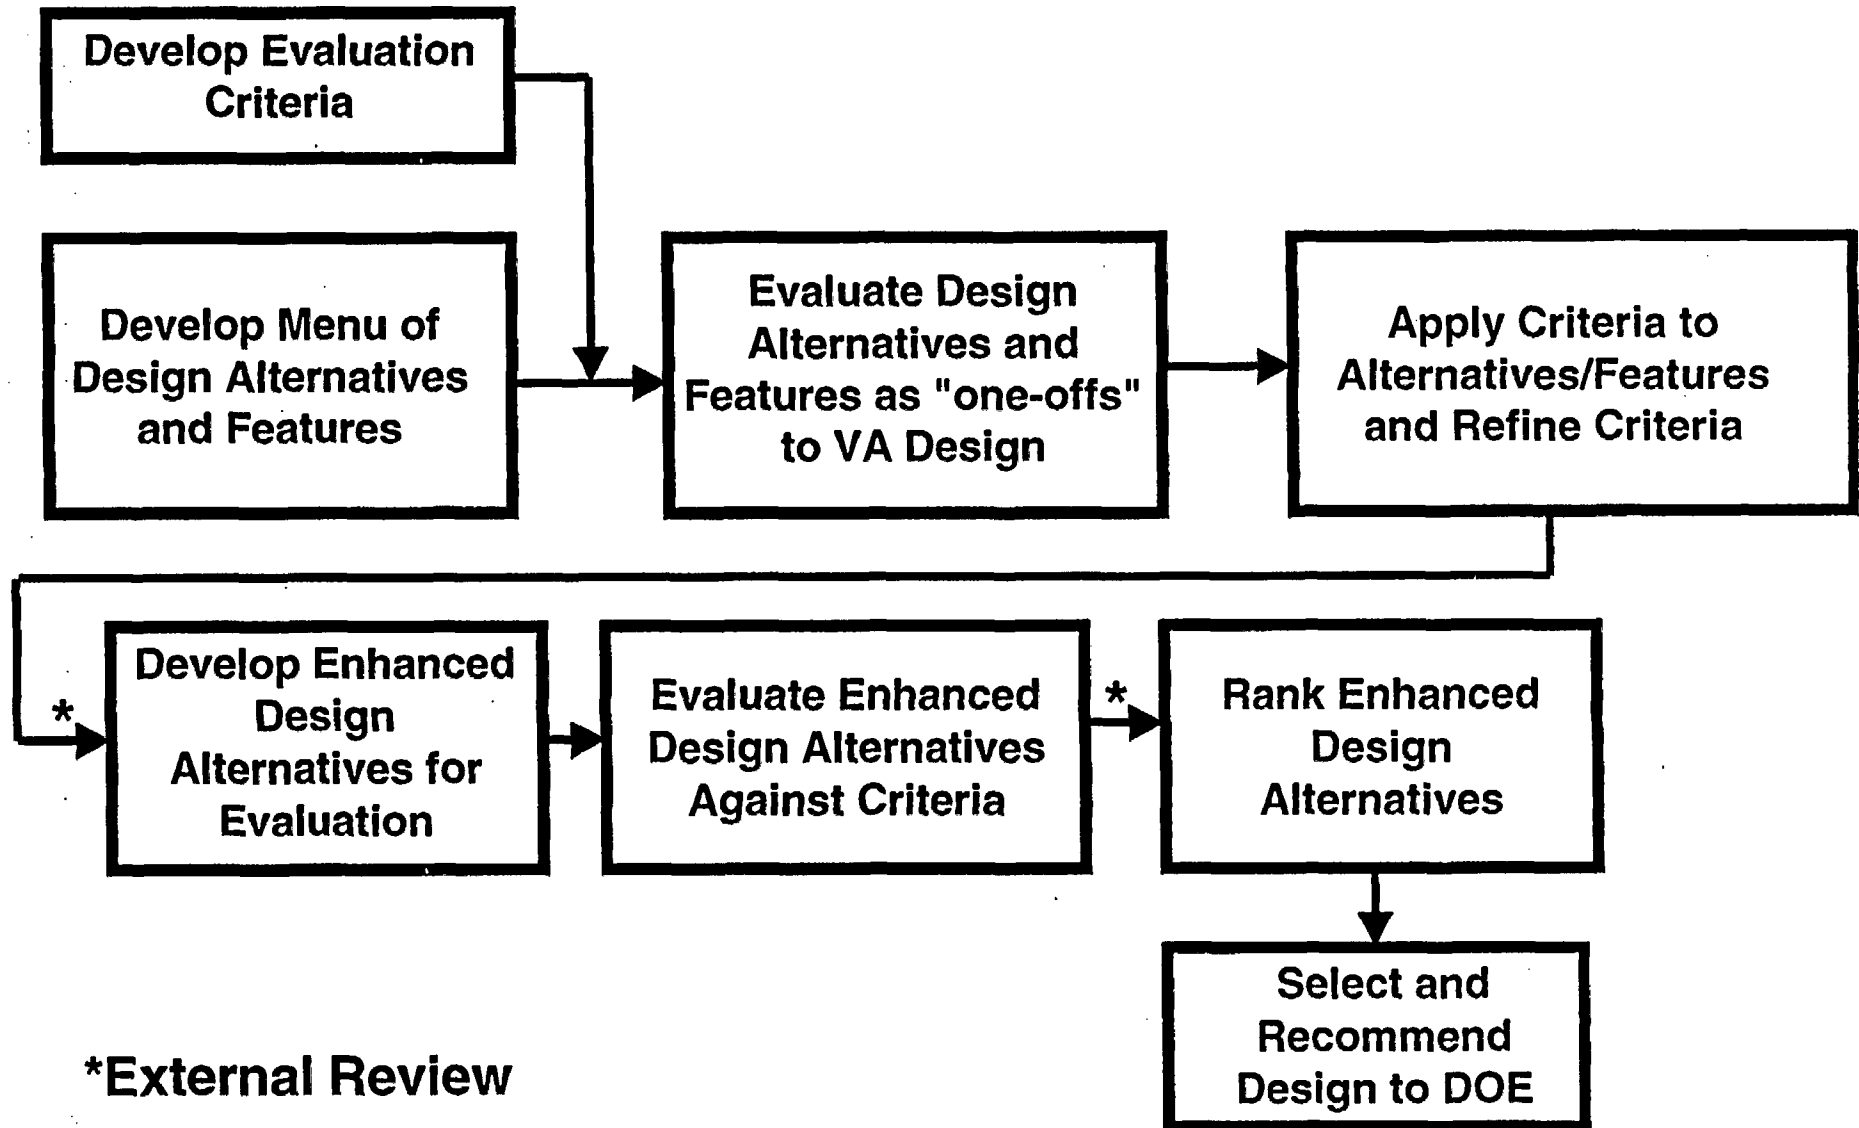 Develop Evaluation
Criteria
Develop Menu of
Design Alternatives
and Features
Evaluate Design
Alternatives and
Features as "one-offs"
to VA Design
Apply Criteria to
Alternatives/Features
and Refine Criteria
*
Develop Enhanced
Design
Alternatives for
Evaluation
Evaluate Enhanced
Design Alternatives
Against Criteria
*
Rank Enhanced
Design
Alternatives
Select and
Recommend
Design to DOE
*External Review